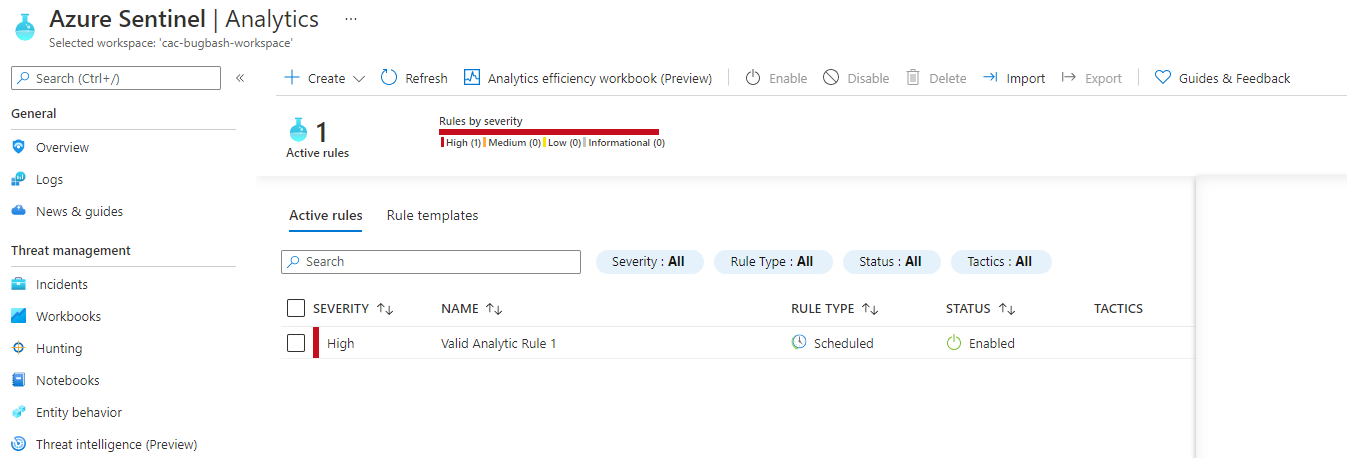 Azure Sentinel | Analytics ...
Selected workspace: 'cac-bugbash-workspace'
Search (Ctrl+/) «
General
Overview
Logs
News & guides
Threat management
Incidents
Workbooks
Hunting
Notebooks
Entity behavior
Threat intelligence (Preview)
Create Refresh Analytics efficiency workbook (Preview) Enable Disable Delete Import Export Guides & Feedback
1
Active rules
Rules by severity
High (1) Medium (0) Low (0) Informational (0)
Active rules Rule templates
Search Severity : All Rule Type : All Status : All Tactics : All
SEVERITY NAME RULE TYPE STATUS TACTICS
High Valid Analytic Rule 1 Scheduled Enabled